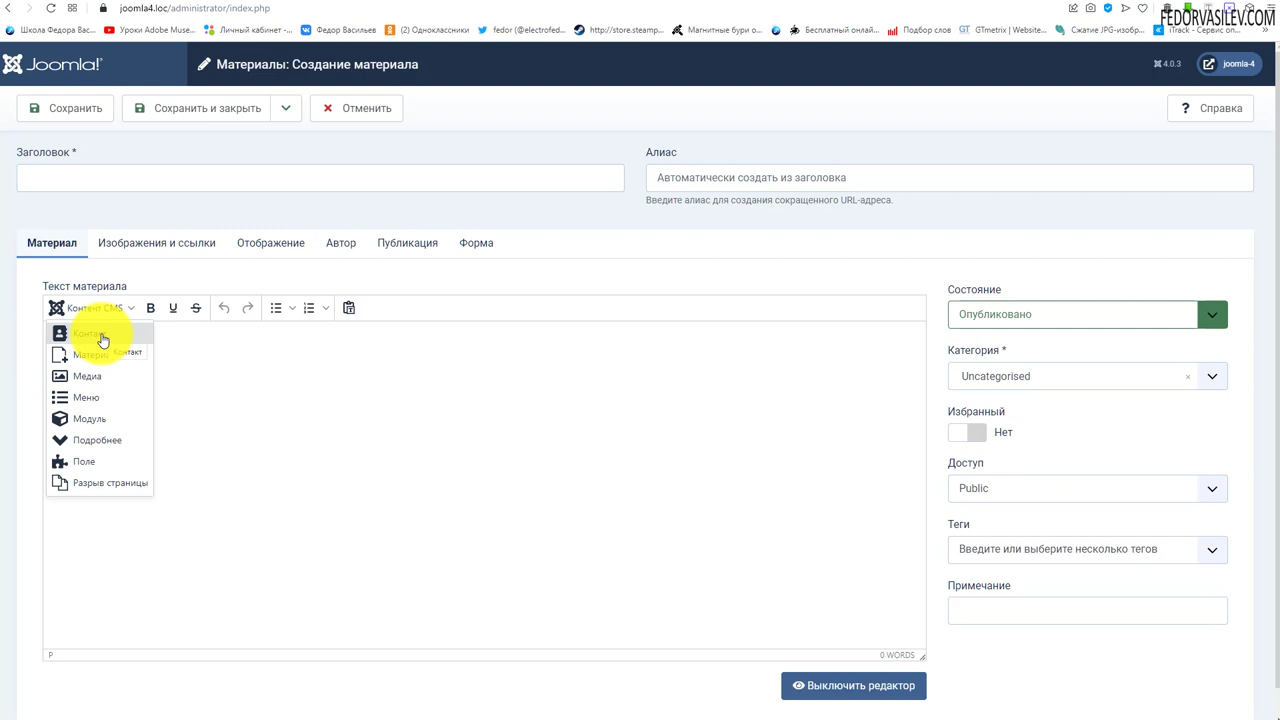 joomla4.loc/administrator/index.php
FEDORVASILEV.COM
Школа Федора Вас...
Уроки Adobe Muse...
Личный кабинет -...
Федор Васильев
(2) Одноклассники
fedor (@electrofed...
http://store.steamp...
Магнитные бури о...
Бесплатный онлай...
Подбор слов
GTmetrix | Website...
Сжатие JPG-изобр...
iTrack - Сервис оп...
Joomla!
Материалы: Создание материала
4.0.3
joomla-4
Сохранить
Сохранить и закрыть
Отменить
? Справка
Заголовок *
Алиас
Автоматически создать из заголовка
Введите алиас для создания сокращенного URL-адреса.
Материал
Изображения и ссылки
Отображение
Автор
Публикация
Форма
Текст материала
Контент CMS
B U S
Контакт
Контакт
Медиа
Меню
Модуль
Подробнее
Поле
Разрыв страницы
P
0 WORDS
Выключить редактор
Состояние
Опубликовано
Категория *
Uncategorised ×
Избранный
Нет
Доступ
Public
Теги
Введите или выберите несколько тегов
Примечание